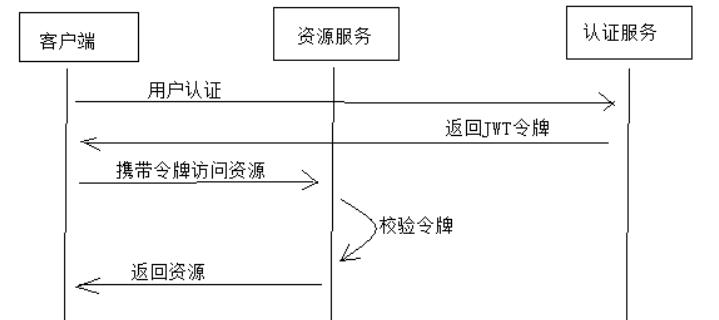 客户端
资源服务
认证服务
用户认证
返回JWT令牌
携带令牌访问资源
校验令牌
返回资源